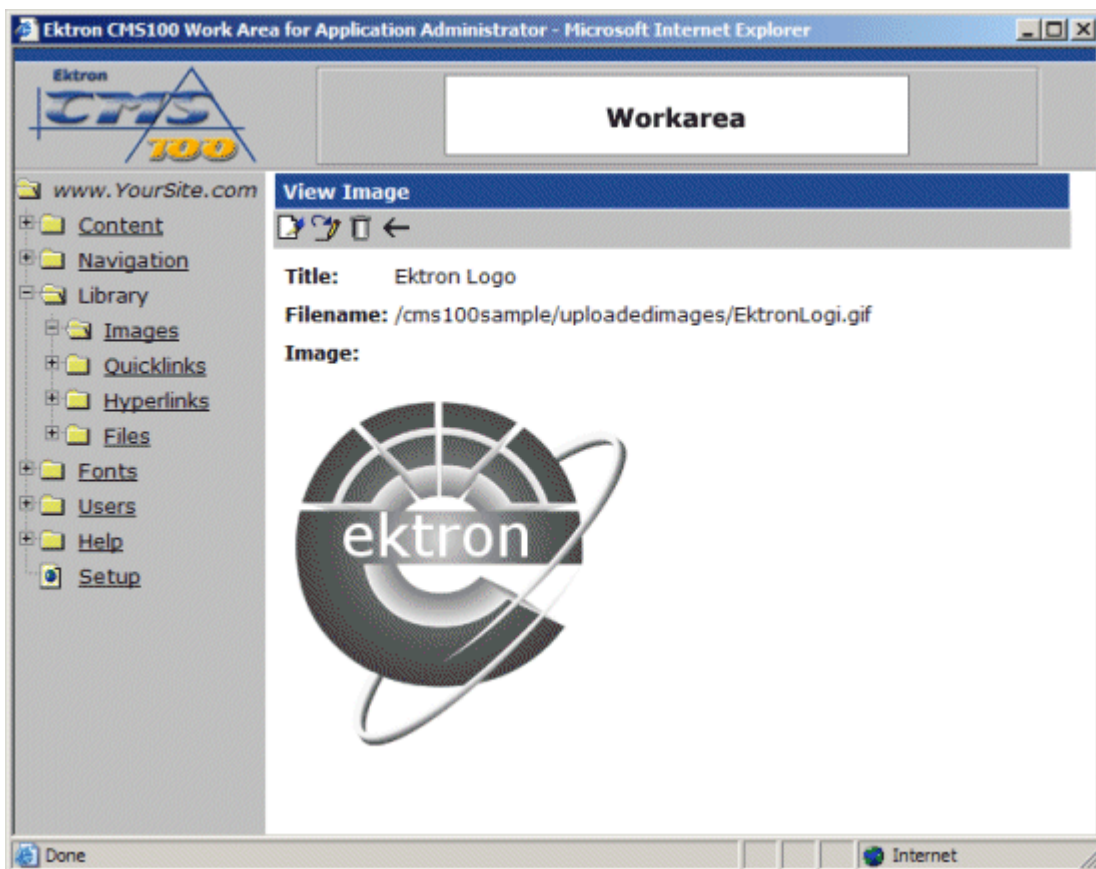 Ektron CMS100 Work Area for Application Administrator - Microsoft Internet Explorer
Ektron
CMS
100
Workarea
www.YourSite.com
Content
Navigation
Library
Images
Quicklinks
Hyperlinks
Files
Fonts
Users
Help
Setup
View Image
Title: Ektron Logo
Filename: /cms100sample/uploadedimages/EktronLogi.gif
Image:
ektron
Done
Internet